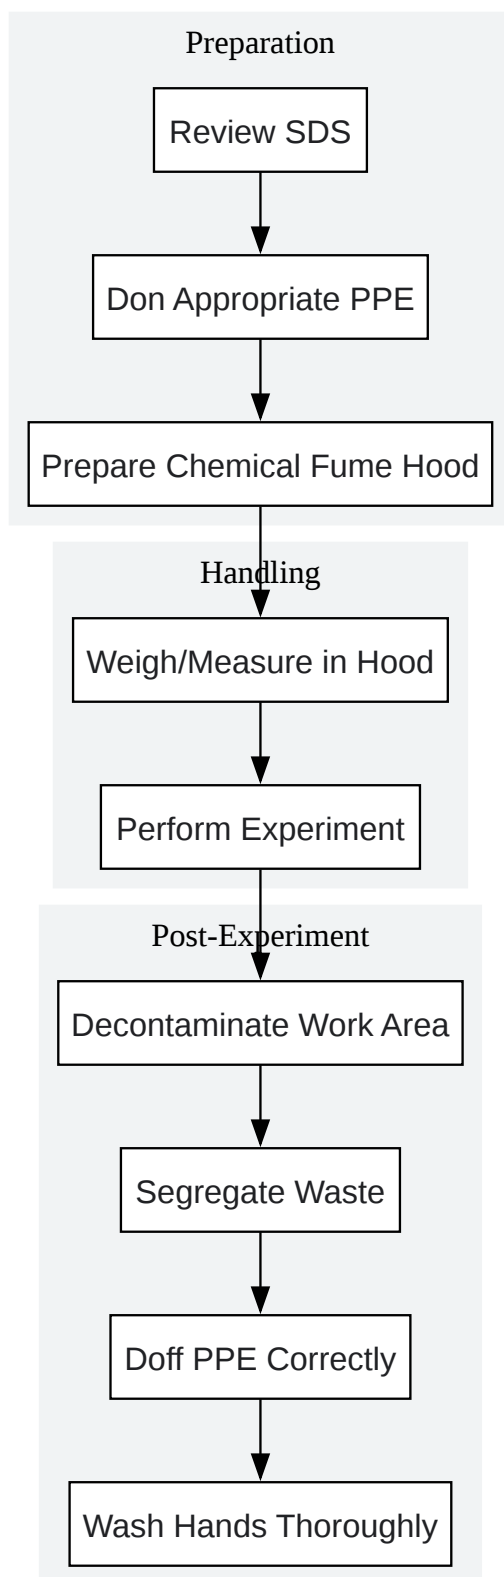 Preparation
Review SDS
Don Appropriate PPE
Prepare Chemical Fume Hood
Handling
Weigh/Measure in Hood
Perform Experiment
Post-Experiment
Decontaminate Work Area
Segregate Waste
Doff PPE Correctly
Wash Hands Thoroughly